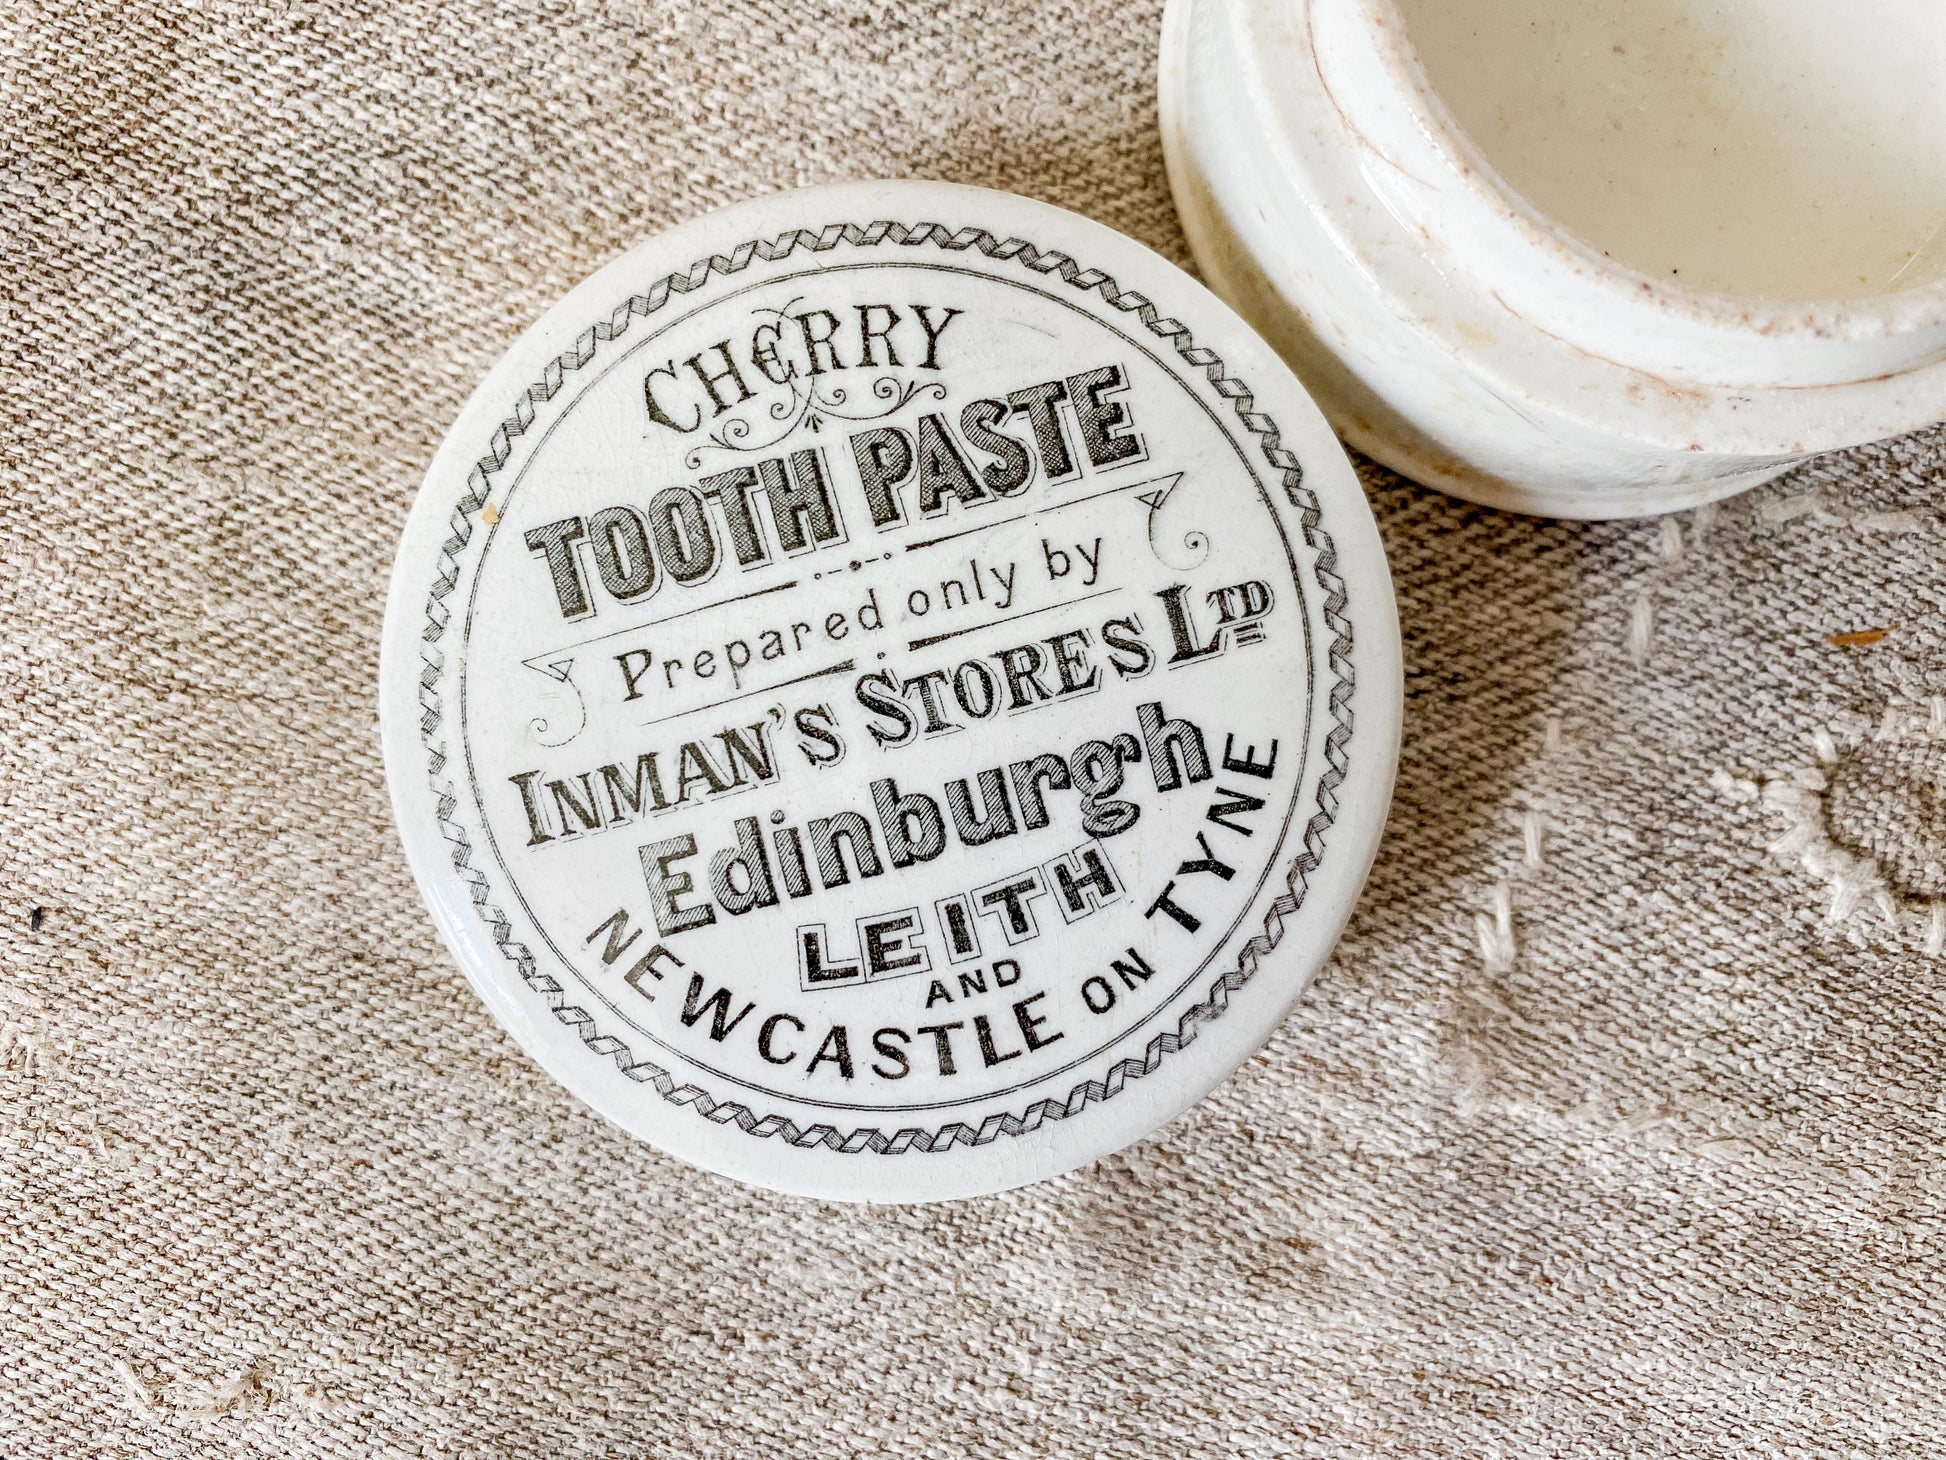 CHERRY
TOOTH PASTE
Prepared only by
INMAN'S STORES LTD
Edinburgh
LEITH
AND
NEWCASTLE ON TYNE